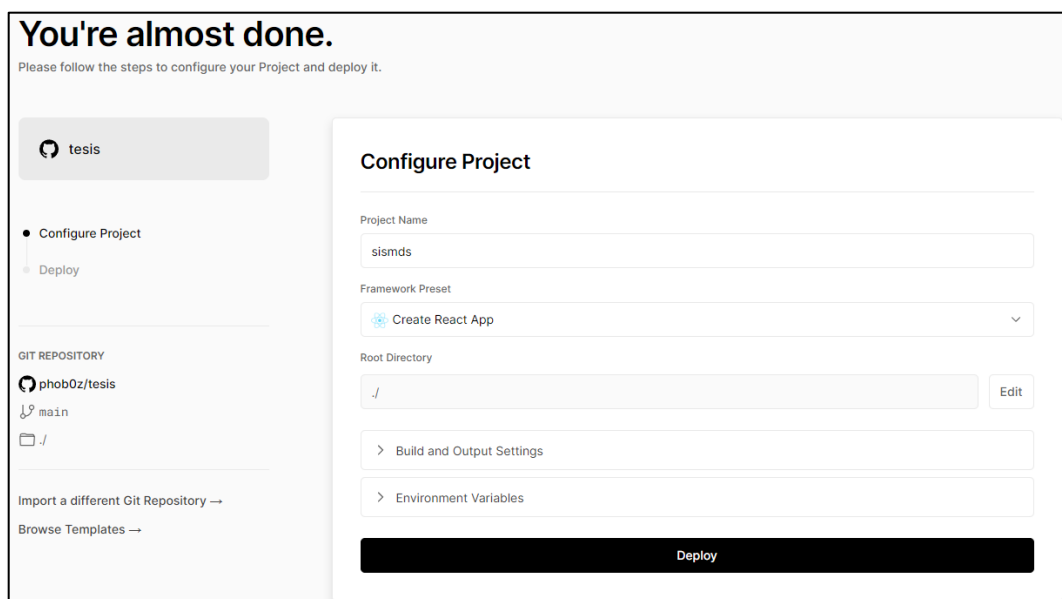 You're almost done.
Please follow the steps to configure your Project and deploy it.
tesis
Configure Project
Deploy
GIT REPOSITORY
phob0z/tesis
main
./
Import a different Git Repository →
Browse Templates →
Configure Project
Project Name
sismds
Framework Preset
Create React App
Root Directory
./
Edit
Build and Output Settings
Environment Variables
Deploy